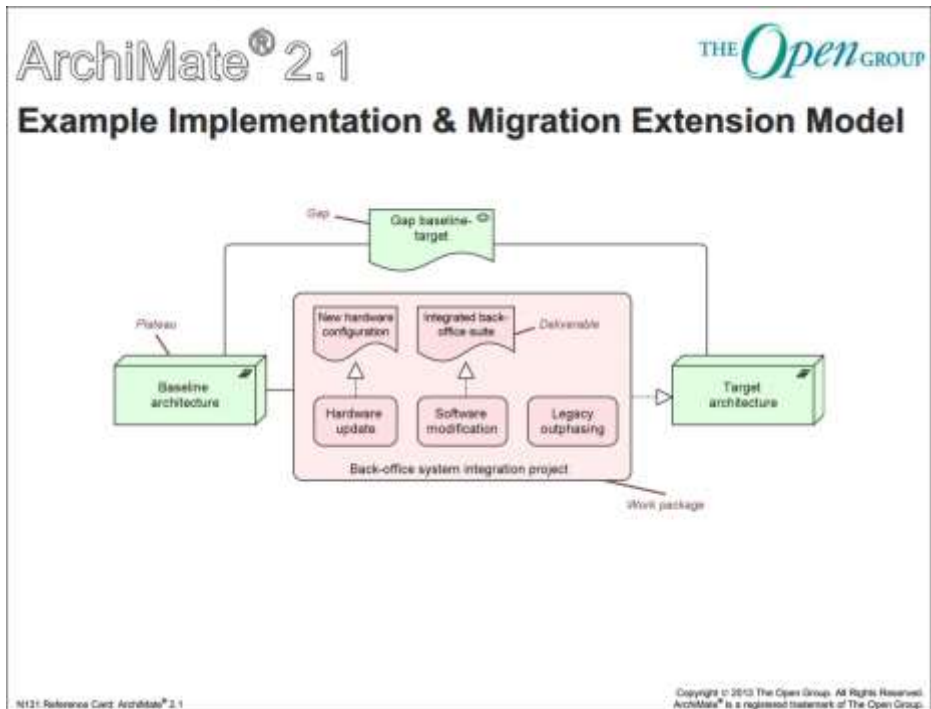 ArchiMate® 2.1
THE Open GROUP
Example Implementation & Migration Extension Model
Gap
Gap baseline-
target
Plateau
New hardware
configuration
Integrated back-
office suite
Deliverable
Baseline
architecture
Hardware
update
Software
modification
Legacy
outphasing
Target
architecture
Back-office system integration project
Work package
N131 Reference Card: ArchiMate® 2.1
Copyright © 2013 The Open Group. All Rights Reserved.
ArchiMate® is a registered trademark of The Open Group.